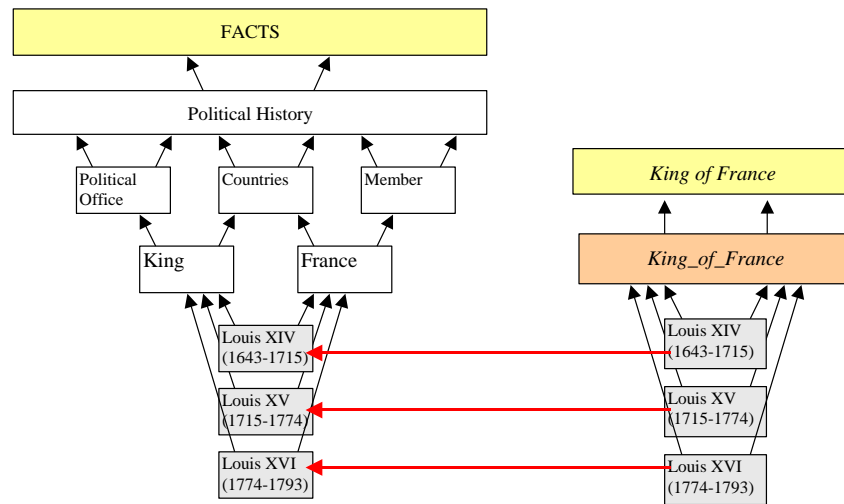 FACTS
Political History
Political
Office
Countries
Member
King
France
Louis XIV
(1643-1715)
Louis XV
(1715-1774)
Louis XVI
(1774-1793)
King of France
King_of_France
Louis XIV
(1643-1715)
Louis XV
(1715-1774)
Louis XVI
(1774-1793)